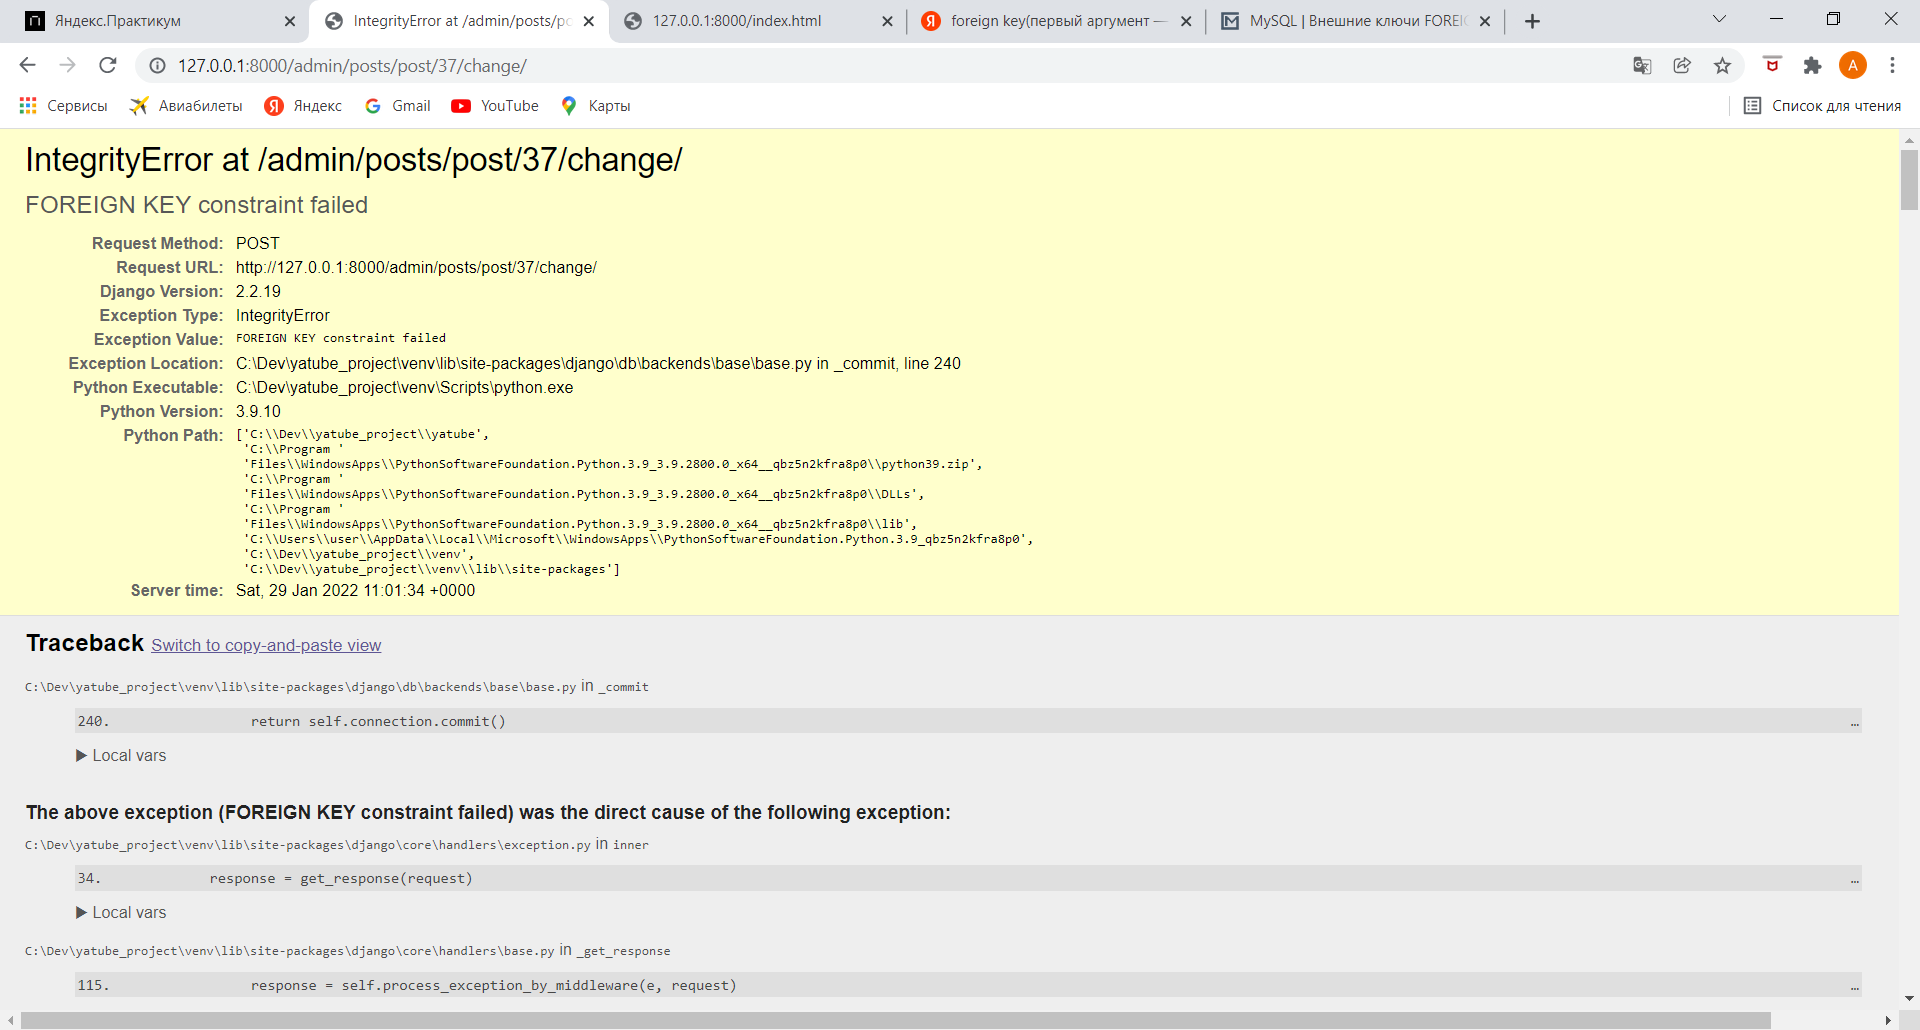 Яндекс.Практикум
IntegrityError at /admin/posts/po
127.0.0.1:8000/index.html
foreign key(первый аргумент —
MySQL | Внешние ключи FOREIG
127.0.0.1:8000/admin/posts/post/37/change/
A
Сервисы
Авиабилеты
Яндекс
Gmail
YouTube
Карты
Список для чтения
IntegrityError at /admin/posts/post/37/change/
FOREIGN KEY constraint failed
Request Method: POST
Request URL: http://127.0.0.1:8000/admin/posts/post/37/change/
Django Version: 2.2.19
Exception Type: IntegrityError
Exception Value: FOREIGN KEY constraint failed
Exception Location: C:\Dev\yatube_project\venv\lib\site-packages\django\db\backends\base\base.py in _commit, line 240
Python Executable: C:\Dev\yatube_project\venv\Scripts\python.exe
Python Version: 3.9.10
Python Path: ['C:\\Dev\\yatube_project\\yatube',
'C:\\Program '
'Files\\WindowsApps\\PythonSoftwareFoundation.Python.3.9_3.9.2800.0_x64__qbz5n2kfra8p0\\python39.zip',
'C:\\Program '
'Files\\WindowsApps\\PythonSoftwareFoundation.Python.3.9_3.9.2800.0_x64__qbz5n2kfra8p0\\DLLs',
'C:\\Program '
'Files\\WindowsApps\\PythonSoftwareFoundation.Python.3.9_3.9.2800.0_x64__qbz5n2kfra8p0\\lib',
'C:\\Users\\user\\AppData\\Local\\Microsoft\\WindowsApps\\PythonSoftwareFoundation.Python.3.9_qbz5n2kfra8p0',
'C:\\Dev\\yatube_project\\venv',
'C:\\Dev\\yatube_project\\venv\\lib\\site-packages']
Server time: Sat, 29 Jan 2022 11:01:34 +0000
Traceback Switch to copy-and-paste view
C:\Dev\yatube_project\venv\lib\site-packages\django\db\backends\base\base.py in _commit
240. return self.connection.commit() …
▶ Local vars
The above exception (FOREIGN KEY constraint failed) was the direct cause of the following exception:
C:\Dev\yatube_project\venv\lib\site-packages\django\core\handlers\exception.py in inner
34. response = get_response(request) …
▶ Local vars
C:\Dev\yatube_project\venv\lib\site-packages\django\core\handlers\base.py in _get_response
115. response = self.process_exception_by_middleware(e, request) …